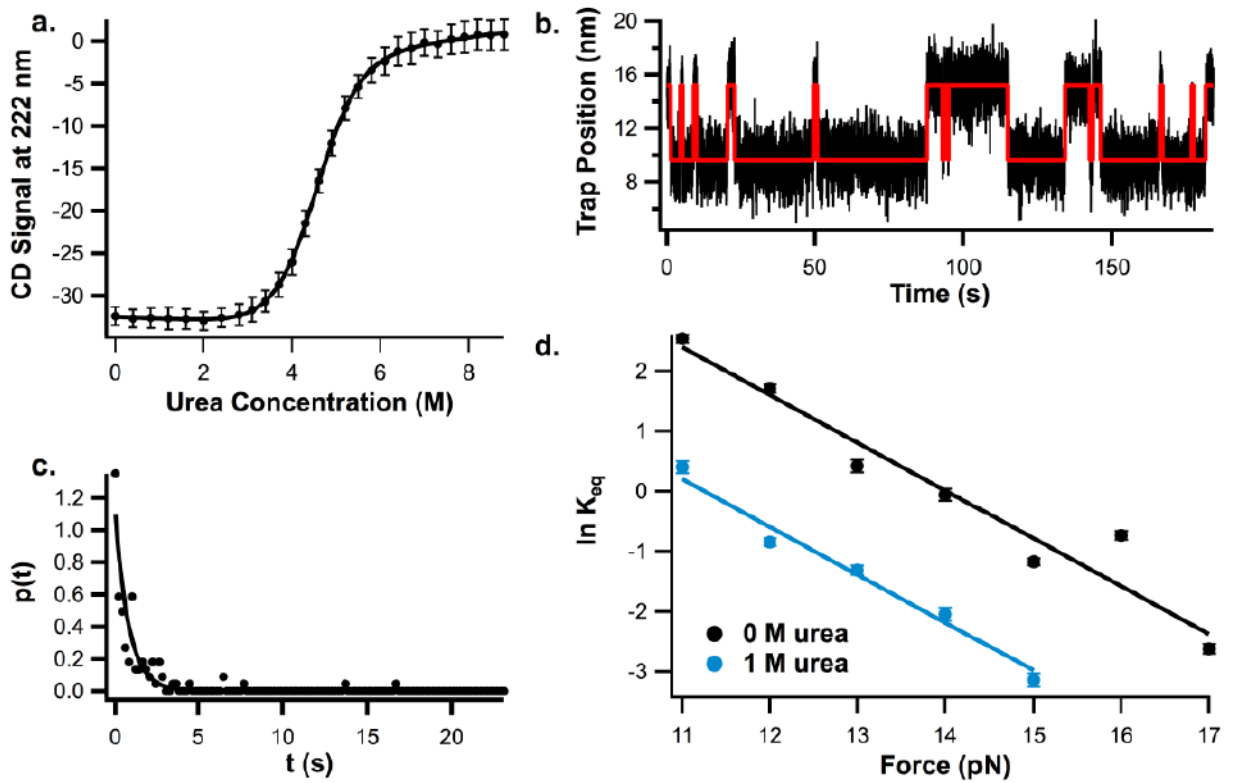 a.
CD Signal at 222 nm
0
-5
-10
-15
-20
-25
-30
0 2 4 6 8
Urea Concentration (M)
b.
Trap Position (nm)
20
16
12
8
0 50 100 150
Time (s)
c.
p(t)
1.2
1.0
0.8
0.6
0.4
0.2
0.0
0 5 10 15 20
t (s)
d.
ln Keq
2
1
0
-1
-2
-3
0 M urea
1 M urea
11 12 13 14 15 16 17
Force (pN)